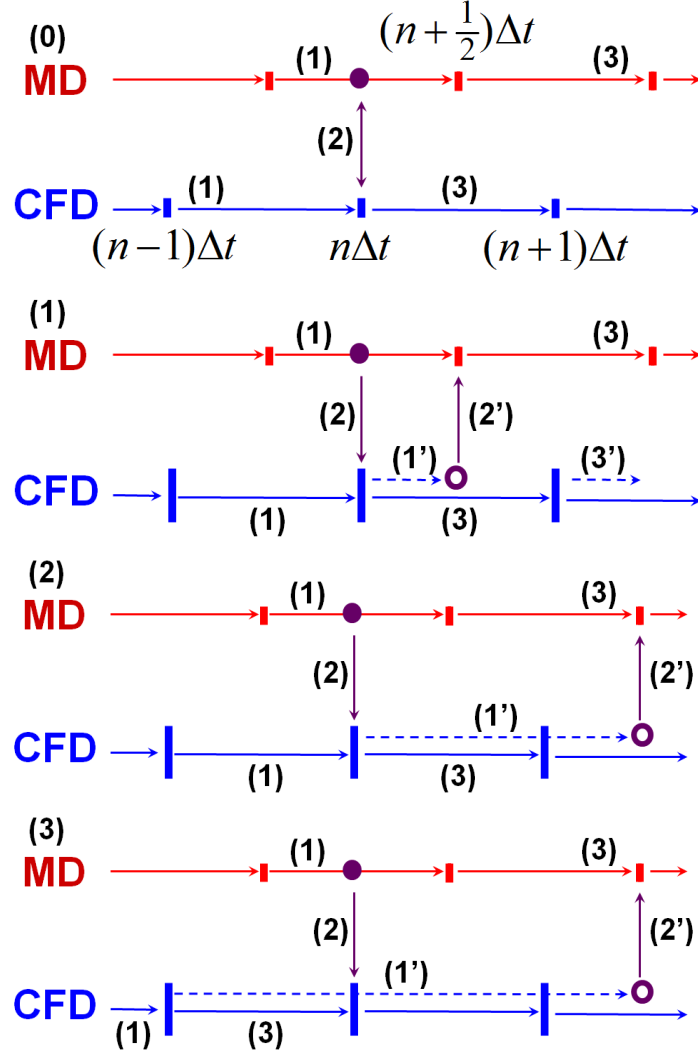 (0)
MD (1) (n + 1/2)Δt (3)
(2)
CFD (1) (3)
(n − 1)Δt nΔt (n + 1)Δt
(1)
MD (1) (3)
(2) (2’)
(1’) (3’)
CFD (1) (3)
(2)
MD (1) (3)
(2) (2’)
(1’)
CFD (1) (3)
(3)
MD (1) (3)
(2) (2’)
(1’)
CFD
(1) (3)